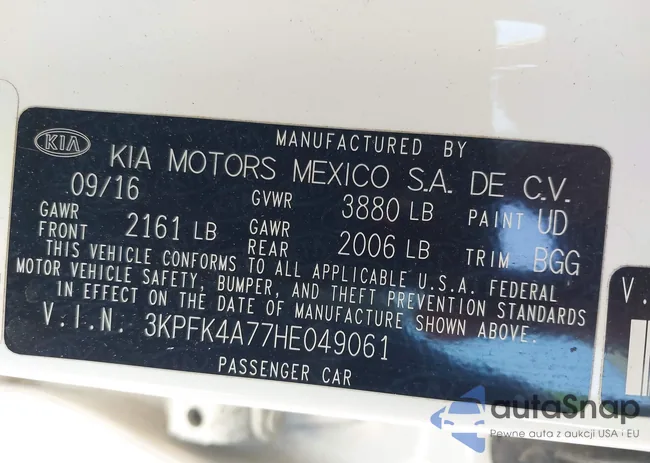 MANUFACTURED BY
KIA KIA MOTORS MEXICO S.A. DE C.V.
09/16 GVWR 3880 LB PAINT UD
GAWR FRONT 2161 LB GAWR REAR 2006 LB TRIM BGG
THIS VEHICLE CONFORMS TO ALL APPLICABLE U.S.A. FEDERAL
MOTOR VEHICLE SAFETY, BUMPER, AND THEFT PREVENTION STANDARDS
IN EFFECT ON THE DATE OF MANUFACTURE SHOWN ABOVE.
V.I.N. 3KPFK4A77HE049061
PASSENGER CAR
V.
autaSnap
Pewne auta z aukcji USA i EU